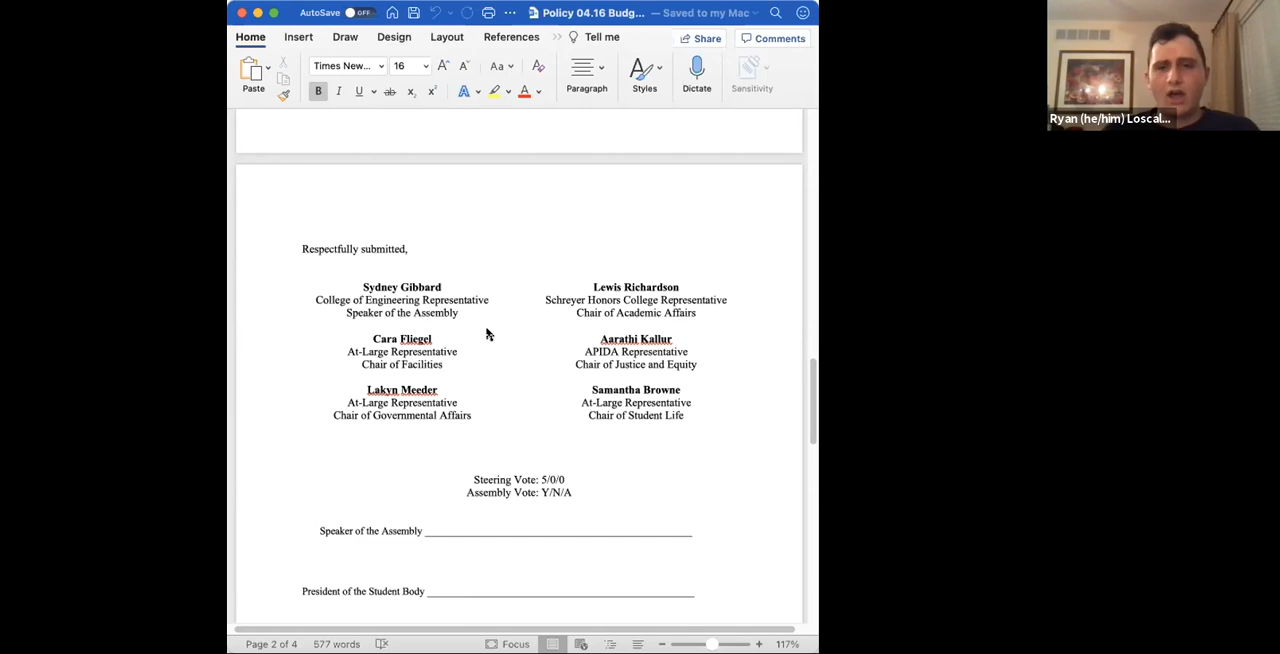 AutoSave OFF ... Policy 04.16 Budg... — Saved to my Mac
Home Insert Draw Design Layout References >> Tell me Share Comments
Paste Times New... 16 A A Aa A Paragraph Styles Dictate Sensitivity
B I U ab x₂ x² A A
Ryan (he/him) Loscal...
Respectfully submitted,
Sydney Gibbard Lewis Richardson
College of Engineering Representative Schreyer Honors College Representative
Speaker of the Assembly Chair of Academic Affairs
Cara Fliegel Aarathi Kallur
At-Large Representative APIDA Representative
Chair of Facilities Chair of Justice and Equity
Lakyn Meeder Samantha Browne
At-Large Representative At-Large Representative
Chair of Governmental Affairs Chair of Student Life
Steering Vote: 5/0/0
Assembly Vote: Y/N/A
Speaker of the Assembly
President of the Student Body
Page 2 of 4 577 words Focus 117%